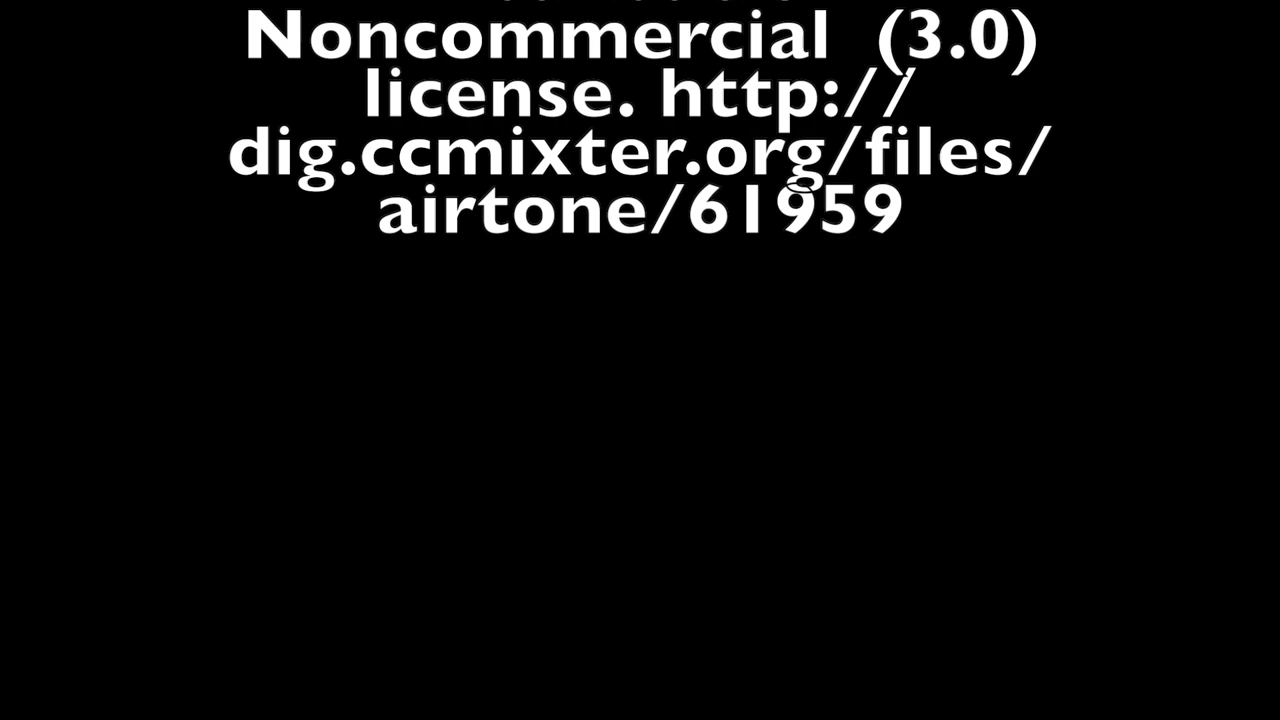 Noncommercial (3.0)
license. http://
dig.ccmixter.org/files/
airtone/61959